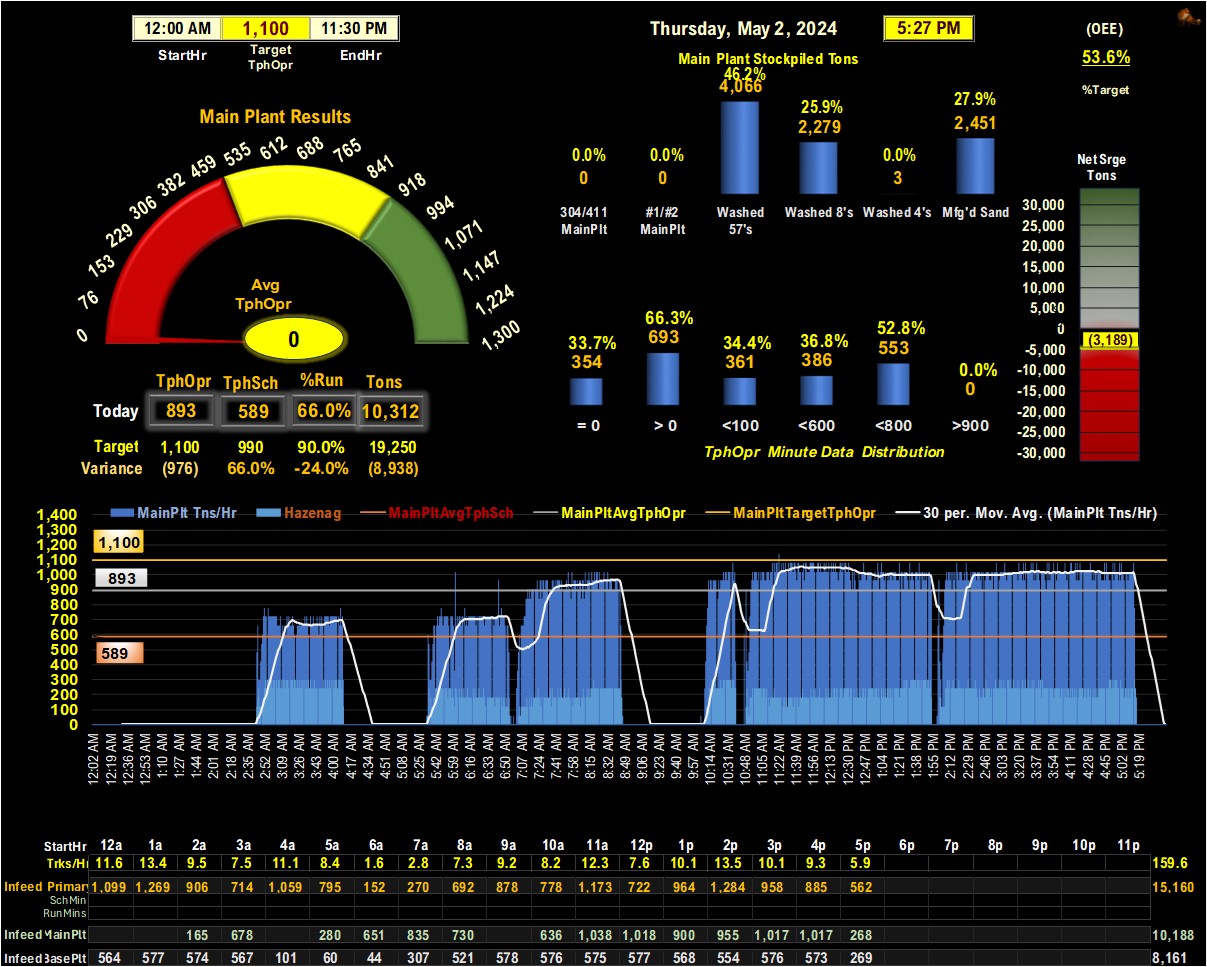 12:00 AM 1,100 11:30 PM
StartHr Target TphOpr EndHr
Thursday, May 2, 2024 5:27 PM
(OEE)
53.6%
%Target
Main Plant Stockpiled Tons
46.2% 25.9% 27.9%
4,066 2,279 2,451
0.0% 0.0% 0.0%
0 0 3
304/411 MainPlt #1/#2 MainPlt Washed 57's Washed 8's Washed 4's Mfg'd Sand
Main Plant Results
0 76 153 229 306 382 459 535 612 688 765 841 918 994 1,071 1,147 1,224 1,300
Avg
TphOpr
0
NetSrge
Tons
30,000
25,000
20,000
15,000
10,000
5,000
0
(3,189)
-5,000
-10,000
-15,000
-20,000
-25,000
-30,000
33.7% 66.3% 34.4% 36.8% 52.8% 0.0%
354 693 361 386 553 0
= 0 > 0 <100 <600 <800 >900
TphOpr Minute Data Distribution
TphOpr TphSch %Run Tons
Today 893 589 66.0% 10,312
Target 1,100 990 90.0% 19,250
Variance (976) 66.0% -24.0% (8,938)
MainPlt Tns/Hr Hazenag MainPltAvgTphSch MainPltAvgTphOpr MainPltTargetTphOpr 30 per. Mov. Avg. (MainPlt Tns/Hr)
1,400
1,300
1,200
1,100
1,000
900
800
700
600
500
400
300
200
100
0
1,100
893
589
12:02 AM 12:19 AM 12:36 AM 12:53 AM 1:10 AM 1:27 AM 1:44 AM 2:01 AM 2:18 AM 2:35 AM 2:52 AM 3:09 AM 3:26 AM 3:43 AM 4:00 AM 4:17 AM 4:34 AM 4:51 AM 5:08 AM 5:25 AM 5:42 AM 5:59 AM 6:16 AM 6:33 AM 6:50 AM 7:07 AM 7:24 AM 7:41 AM 7:58 AM 8:15 AM 8:32 AM 8:49 AM 9:06 AM 9:23 AM 9:40 AM 9:57 AM 10:14 AM 10:31 AM 10:48 AM 11:05 AM 11:22 AM 11:39 AM 11:56 AM 12:13 PM 12:30 PM 12:47 PM 1:04 PM 1:21 PM 1:38 PM 1:55 PM 2:12 PM 2:29 PM 2:46 PM 3:03 PM 3:20 PM 3:37 PM 3:54 PM 4:11 PM 4:28 PM 4:45 PM 5:02 PM 5:19 PM
StartHr 12a 1a 2a 3a 4a 5a 6a 7a 8a 9a 10a 11a 12p 1p 2p 3p 4p 5p 6p 7p 8p 9p 10p 11p
Trks/Hr 11.6 13.4 9.5 7.5 11.1 8.4 1.6 2.8 7.3 9.2 8.2 12.3 7.6 10.1 13.5 10.1 9.3 5.9 159.6
Infeed Primary 1,099 1,269 906 714 1,059 795 152 270 692 878 778 1,173 722 964 1,284 958 885 562 15,160
SchMin
RunMins
Infeed MainPlt 165 678 280 651 835 730 636 1,038 1,018 900 955 1,017 1,017 268 10,188
Infeed BasePlt 564 577 574 567 101 60 44 307 521 578 576 575 577 568 554 576 573 269 8,161